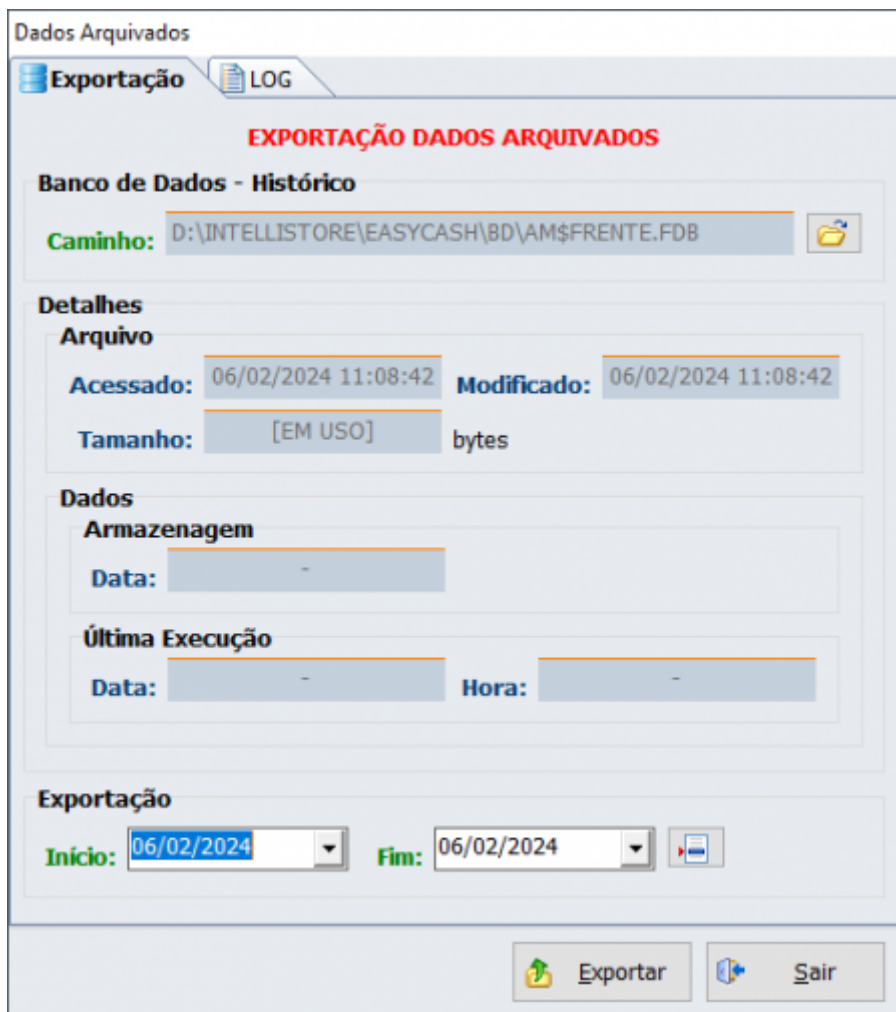 Dados Arquivados
Exportação LOG
EXPORTAÇÃO DADOS ARQUIVADOS
Banco de Dados - Histórico
Caminho: D:\INTELLISTORE\EASYCASH\BD\AM$FRENTE.FDB
Detalhes
Arquivo
Acessado: 06/02/2024 11:08:42 Modificado: 06/02/2024 11:08:42
Tamanho: [EM USO] bytes
Dados
Armazenagem
Data: -
Última Execução
Data: - Hora: -
Exportação
Início: 06/02/2024 Fim: 06/02/2024
Exportar Sair